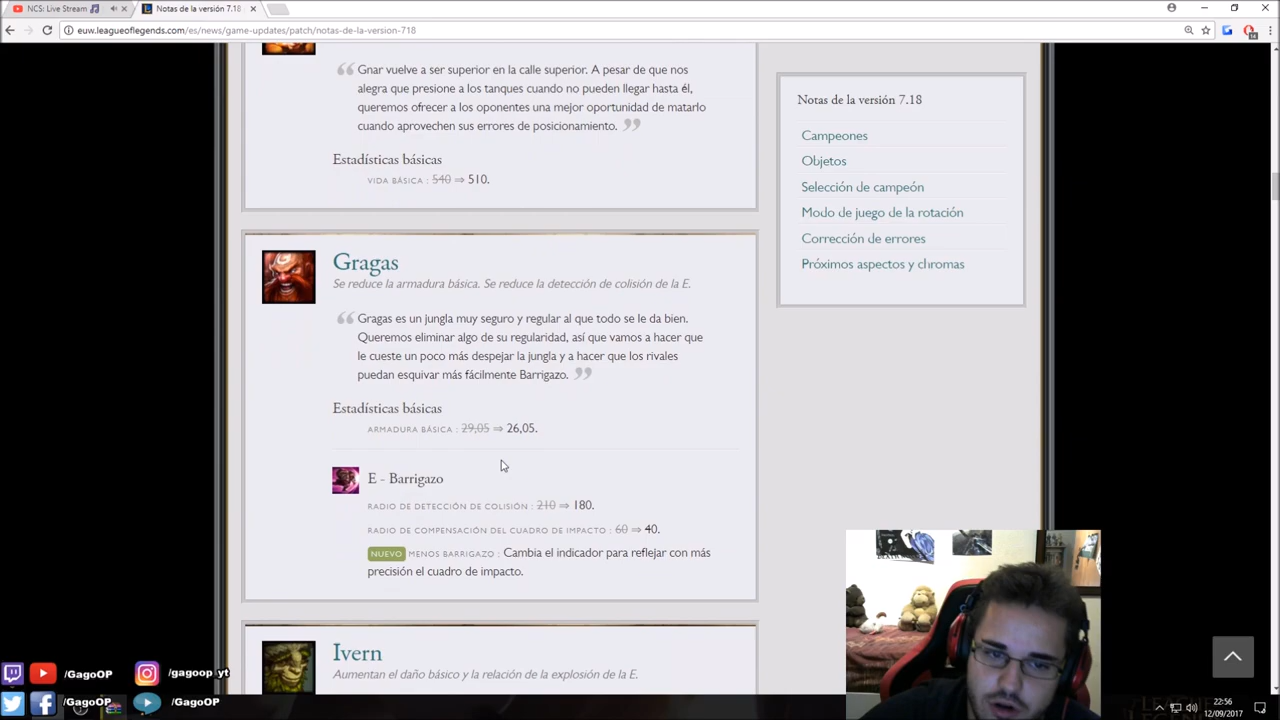 NCS: Live Stream
Notas de la versión 7.18
euw.leagueoflegends.com/es/news/game-updates/patch/notas-de-la-version-718
Gnar vuelve a ser superior en la calle superior. A pesar de que nos
alegra que presione a los tanques cuando no pueden llegar hasta él,
queremos ofrecer a los oponentes una mejor oportunidad de matarlo
cuando aprovechen sus errores de posicionamiento.
Estadísticas básicas
VIDA BÁSICA : 540 ⇒ 510.
Gragas
Se reduce la armadura básica. Se reduce la detección de colisión de la E.
Gragas es un jungla muy seguro y regular al que todo se le da bien.
Queremos eliminar algo de su regularidad, así que vamos a hacer que
le cueste un poco más despejar la jungla y a hacer que los rivales
puedan esquivar más fácilmente Barrigazo.
Estadísticas básicas
ARMADURA BÁSICA : 29,05 ⇒ 26,05.
E - Barrigazo
RADIO DE DETECCIÓN DE COLISIÓN : 210 ⇒ 180.
RADIO DE COMPENSACIÓN DEL CUADRO DE IMPACTO : 60 ⇒ 40.
NUEVO MENOS BARRIGAZO : Cambia el indicador para reflejar con más
precisión el cuadro de impacto.
Ivern
Aumentan el daño básico y la relación de la explosión de la E.
Notas de la versión 7.18
Campeones
Objetos
Selección de campeón
Modo de juego de la rotación
Corrección de errores
Próximos aspectos y chromas
/GagoOP
/gagoop_yt
/GagoOP
/GagoOP
22:56
12/09/2017